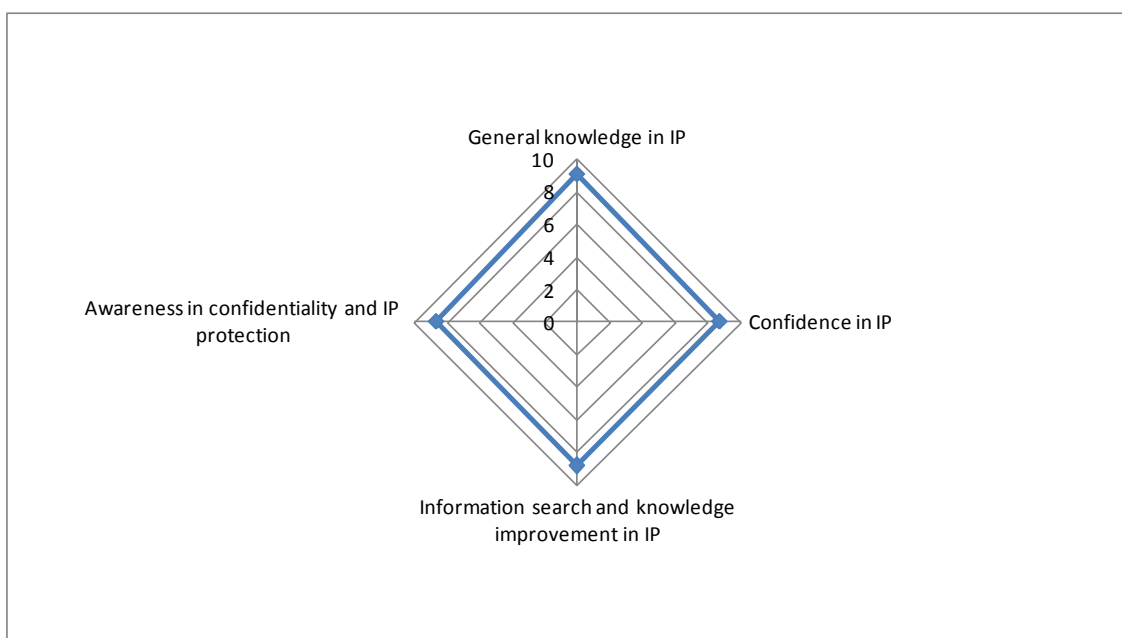 General knowledge in IP
10
8
6
4
2
0
Awareness in confidentiality and IP
protection
Confidence in IP
Information search and knowledge
improvement in IP